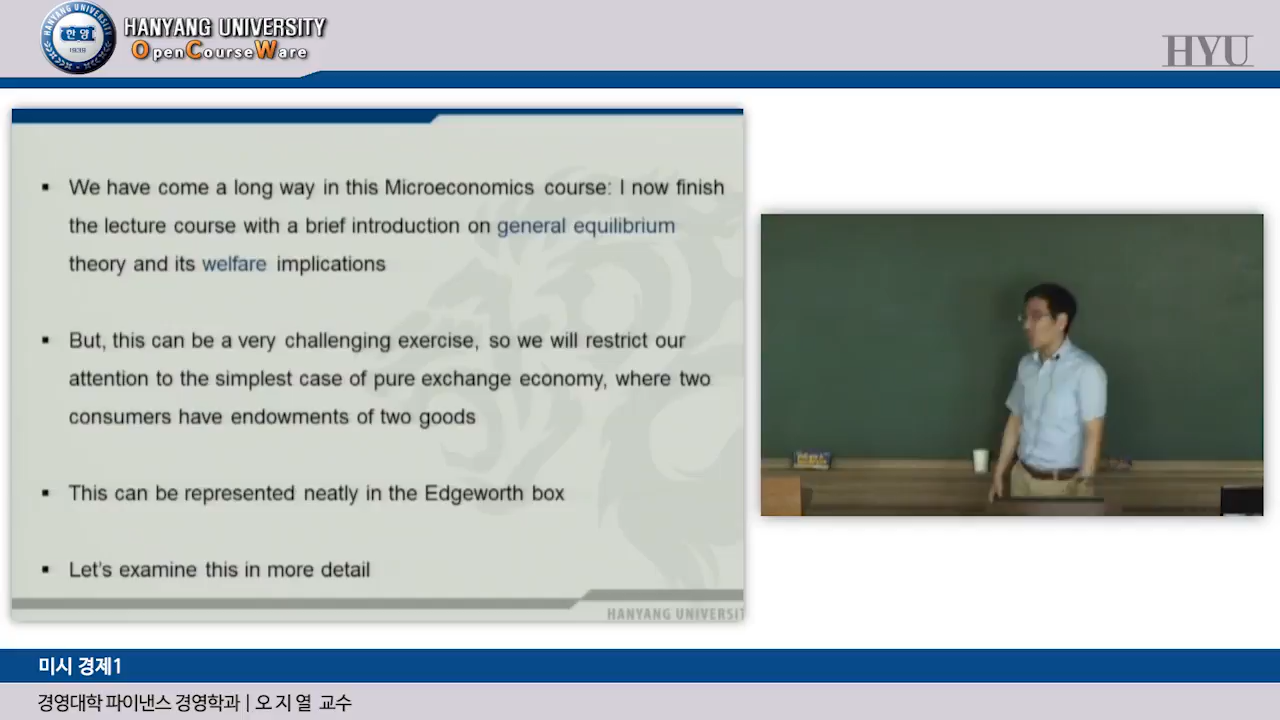 HANYANG UNIVERSITY
OpenCourseWare
HYU
한양
1939
▪ We have come a long way in this Microeconomics course: I now finish
the lecture course with a brief introduction on general equilibrium
theory and its welfare implications
▪ But, this can be a very challenging exercise, so we will restrict our
attention to the simplest case of pure exchange economy, where two
consumers have endowments of two goods
▪ This can be represented neatly in the Edgeworth box
▪ Let's examine this in more detail
HANYANG UNIVERSIT
미시 경제1
경영대학 파이낸스 경영학과 | 오 지 열 교수